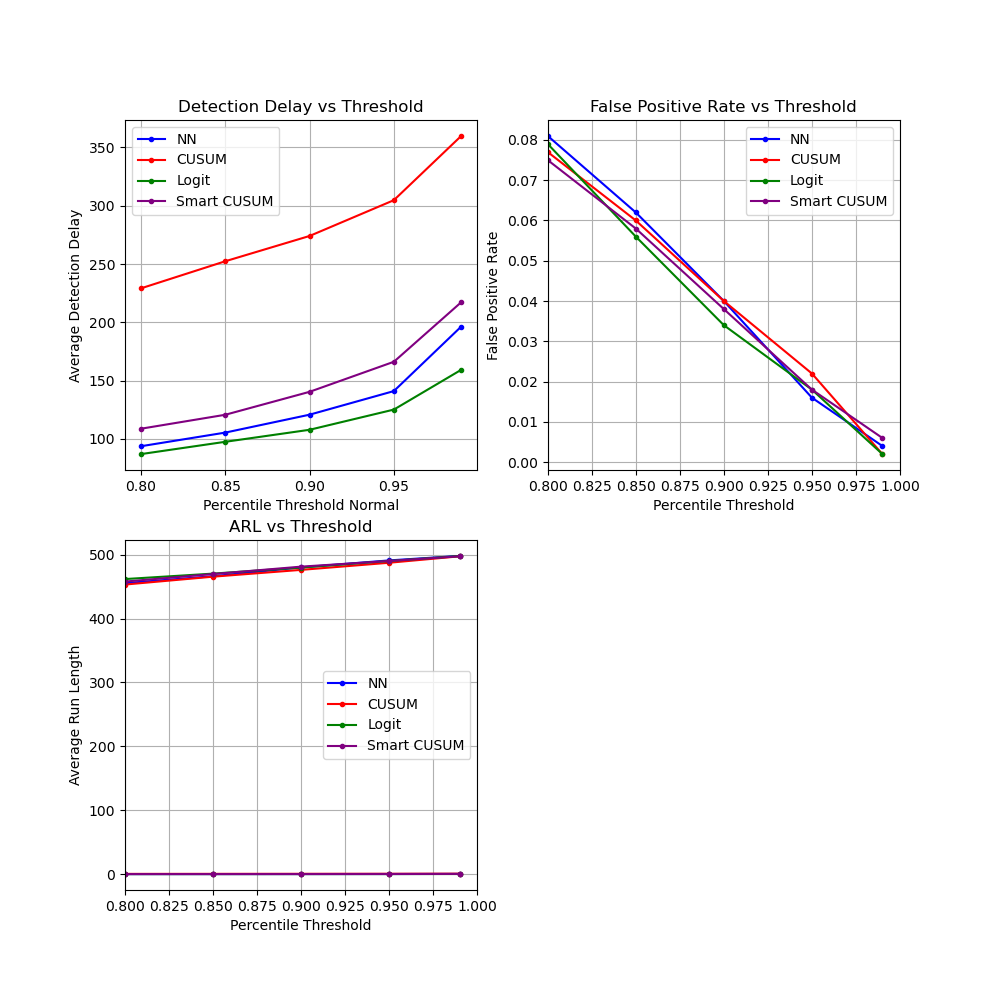 Detection Delay vs Threshold
350
300
250
200
150
100
Average Detection Delay
NN
CUSUM
Logit
Smart CUSUM
0.80 0.85 0.90 0.95
Percentile Threshold Normal
False Positive Rate vs Threshold
0.08
0.07
0.06
0.05
0.04
0.03
0.02
0.01
0.00
False Positive Rate
NN
CUSUM
Logit
Smart CUSUM
0.800 0.825 0.850 0.875 0.900 0.925 0.950 0.975 1.000
Percentile Threshold
ARL vs Threshold
500
400
300
200
100
0
Average Run Length
NN
CUSUM
Logit
Smart CUSUM
0.800 0.825 0.850 0.875 0.900 0.925 0.950 0.975 1.000
Percentile Threshold